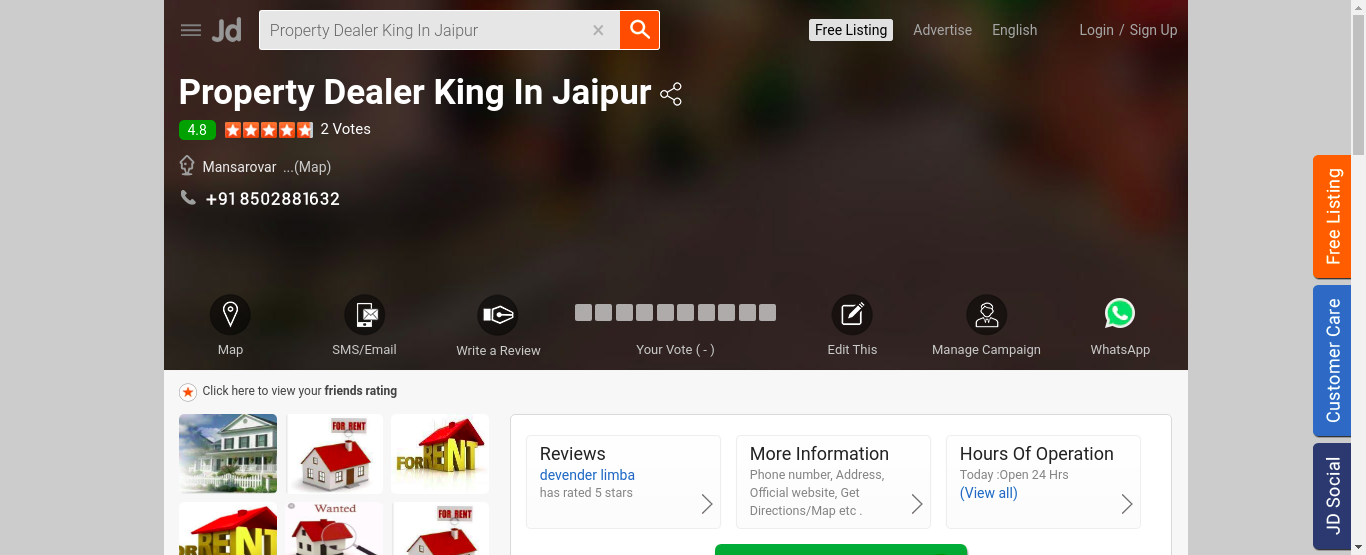 Jd
Property Dealer King In Jaipur
Free Listing
Advertise
English
Login / Sign Up
Property Dealer King In Jaipur
4.8
2 Votes
Mansarovar ...(Map)
+91 8502881632
Map
SMS/Email
Write a Review
Your Vote ( - )
Edit This
Manage Campaign
WhatsApp
Click here to view your friends rating
FOR RENT
FOR RENT
RENT
Wanted
FOR RENT
Reviews
devender limba
has rated 5 stars
More Information
Phone number, Address,
Official website, Get
Directions/Map etc .
Hours Of Operation
Today :Open 24 Hrs
(View all)
Free Listing
Customer Care
JD Social